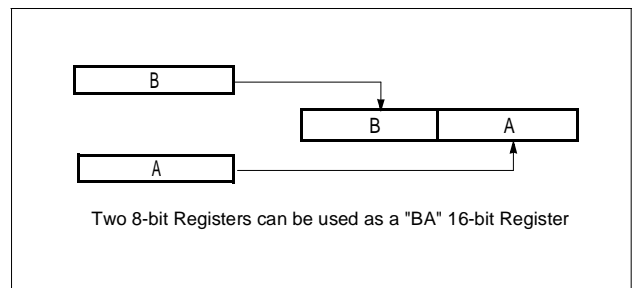 B
B A
A
Two 8-bit Registers can be used as a "BA" 16-bit Register